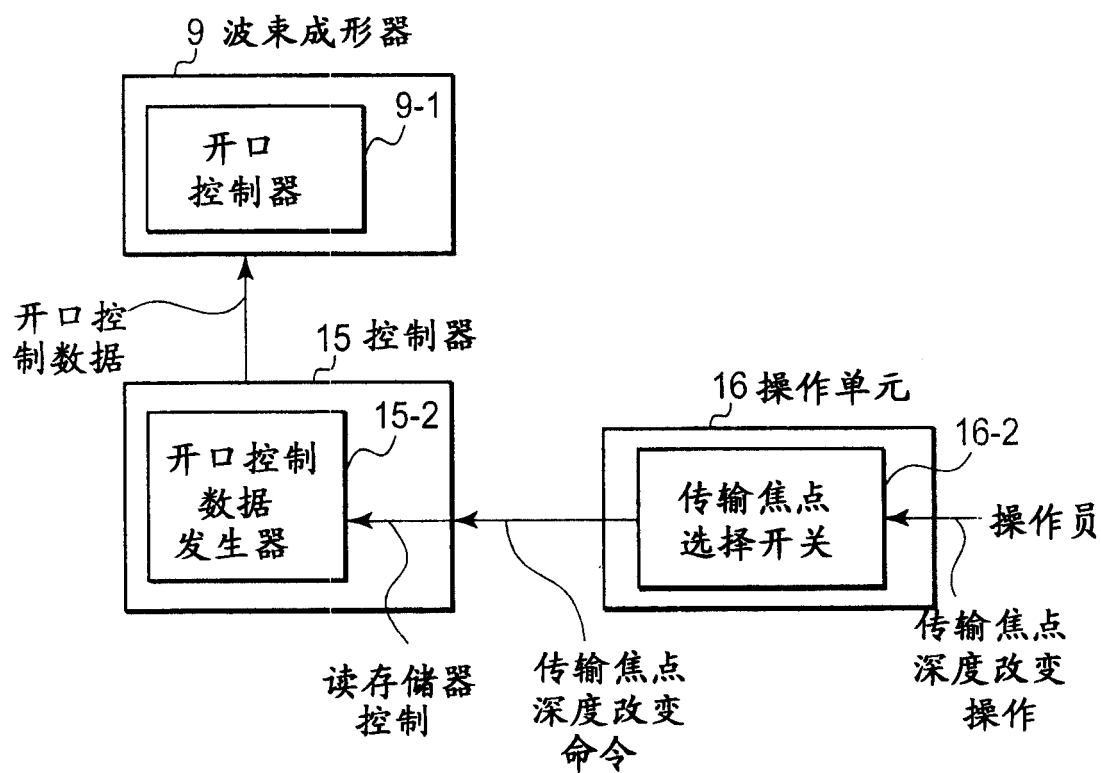 9 波束成形器
9-1
开口
控制器
开口控
制数据
15 控制器
15-2
开口控制
数据
发生器
16 操作单元
16-2
传输焦点
选择开关
操作员
读存储器
控制
传输焦点
深度改变
命令
传输焦点
深度改变
操作